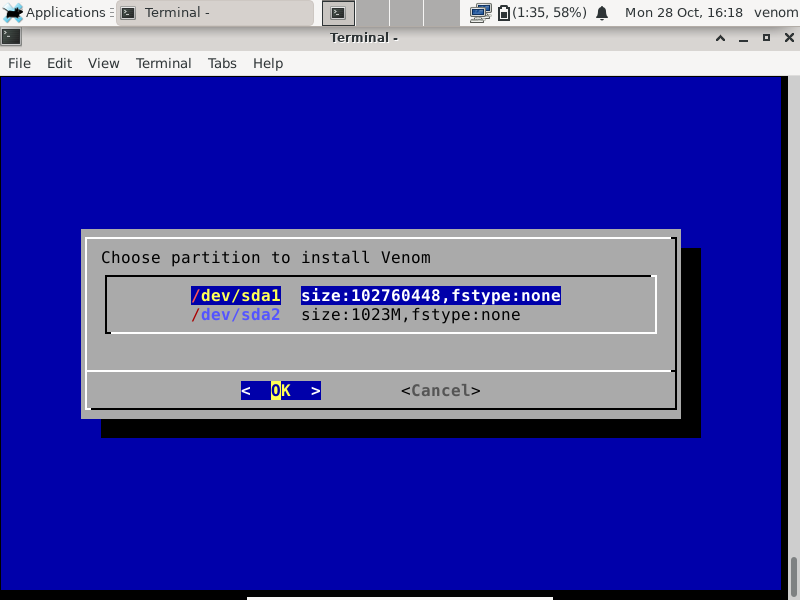 Applications Terminal - (1:35, 58%) Mon 28 Oct, 16:18 venom
Terminal -
File Edit View Terminal Tabs Help
Choose partition to install Venom
/dev/sda1 size:102760448,fstype:none
/dev/sda2 size:1023M,fstype:none
< OK > <Cancel>